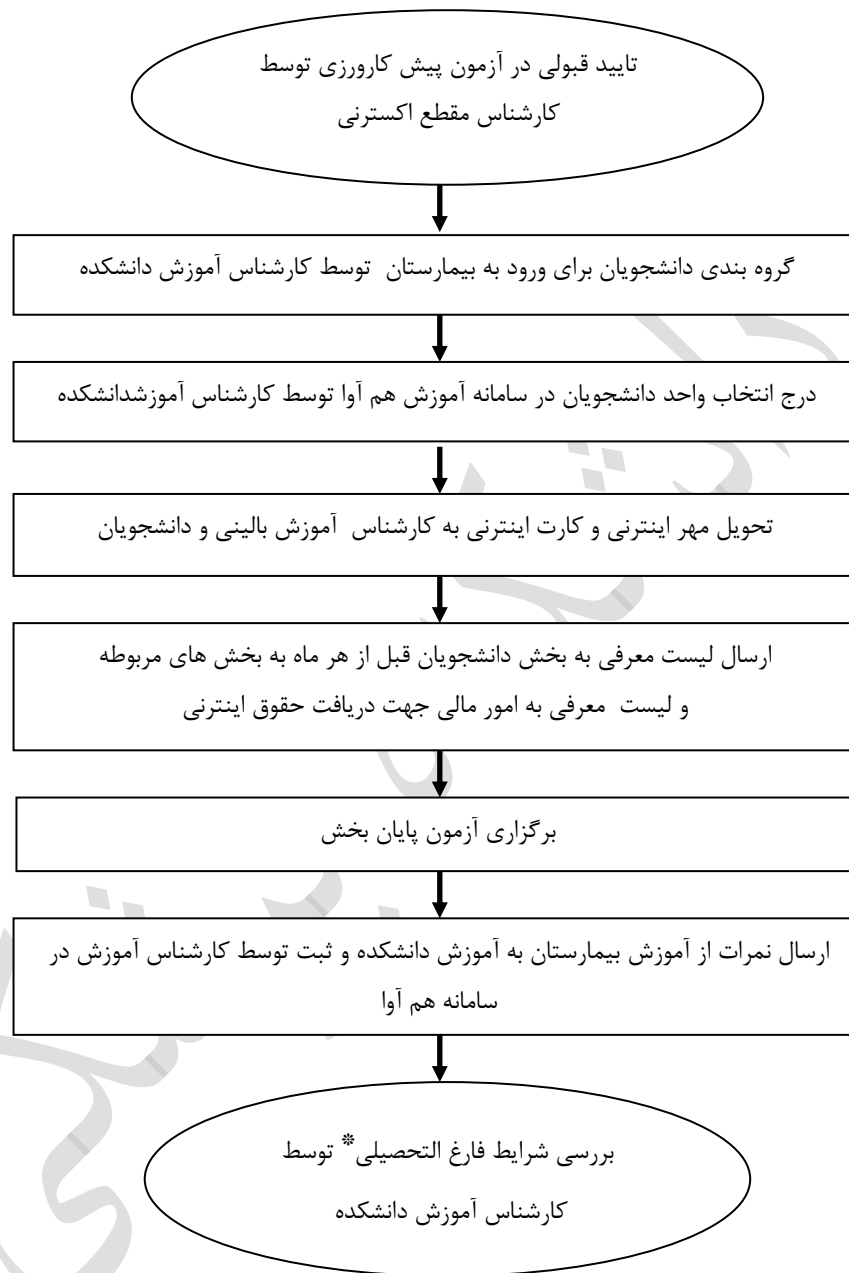 تایید قبولی در آزمون پیش کارورزی توسط
کارشناس مقطع اکسترنی
گروه بندی دانشجویان برای ورود به بیمارستان توسط کارشناس آموزش دانشکده
درج انتخاب واحد دانشجویان در سامانه آموزش هم آوا توسط کارشناس آموزشدانشکده
تحویل مهر اینترنی و کارت اینترنی به کارشناس آموزش بالینی و دانشجویان
ارسال لیست معرفی به بخش دانشجویان قبل از هر ماه به بخش های مربوطه
و لیست معرفی به امور مالی جهت دریافت حقوق اینترنی
برگزاری آزمون پایان بخش
ارسال نمرات از آموزش بیمارستان به آموزش دانشکده و ثبت توسط کارشناس آموزش در
سامانه هم آوا
بررسی شرایط فارغ التحصیلی* توسط
کارشناس آموزش دانشکده